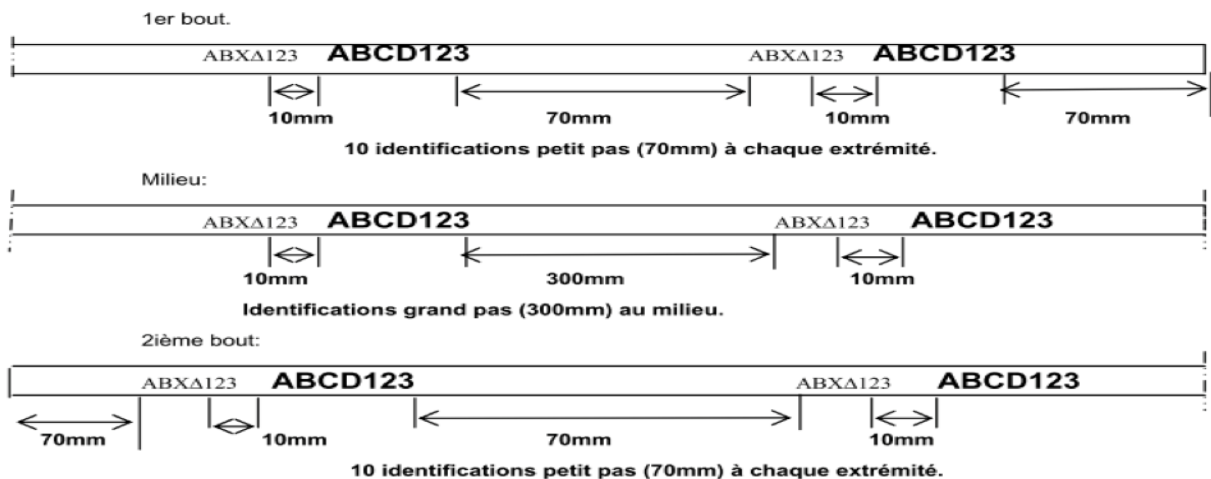 1er bout.
ABXΔ123 ABCD123 ABXΔ123 ABCD123
10mm 70mm 10mm 70mm
10 identifications petit pas (70mm) à chaque extrémité.
Milieu:
ABXΔ123 ABCD123 ABXΔ123 ABCD123
10mm 300mm 10mm
Identifications grand pas (300mm) au milieu.
2ième bout:
ABXΔ123 ABCD123 ABXΔ123 ABCD123
70mm 10mm 70mm 10mm
10 identifications petit pas (70mm) à chaque extrémité.